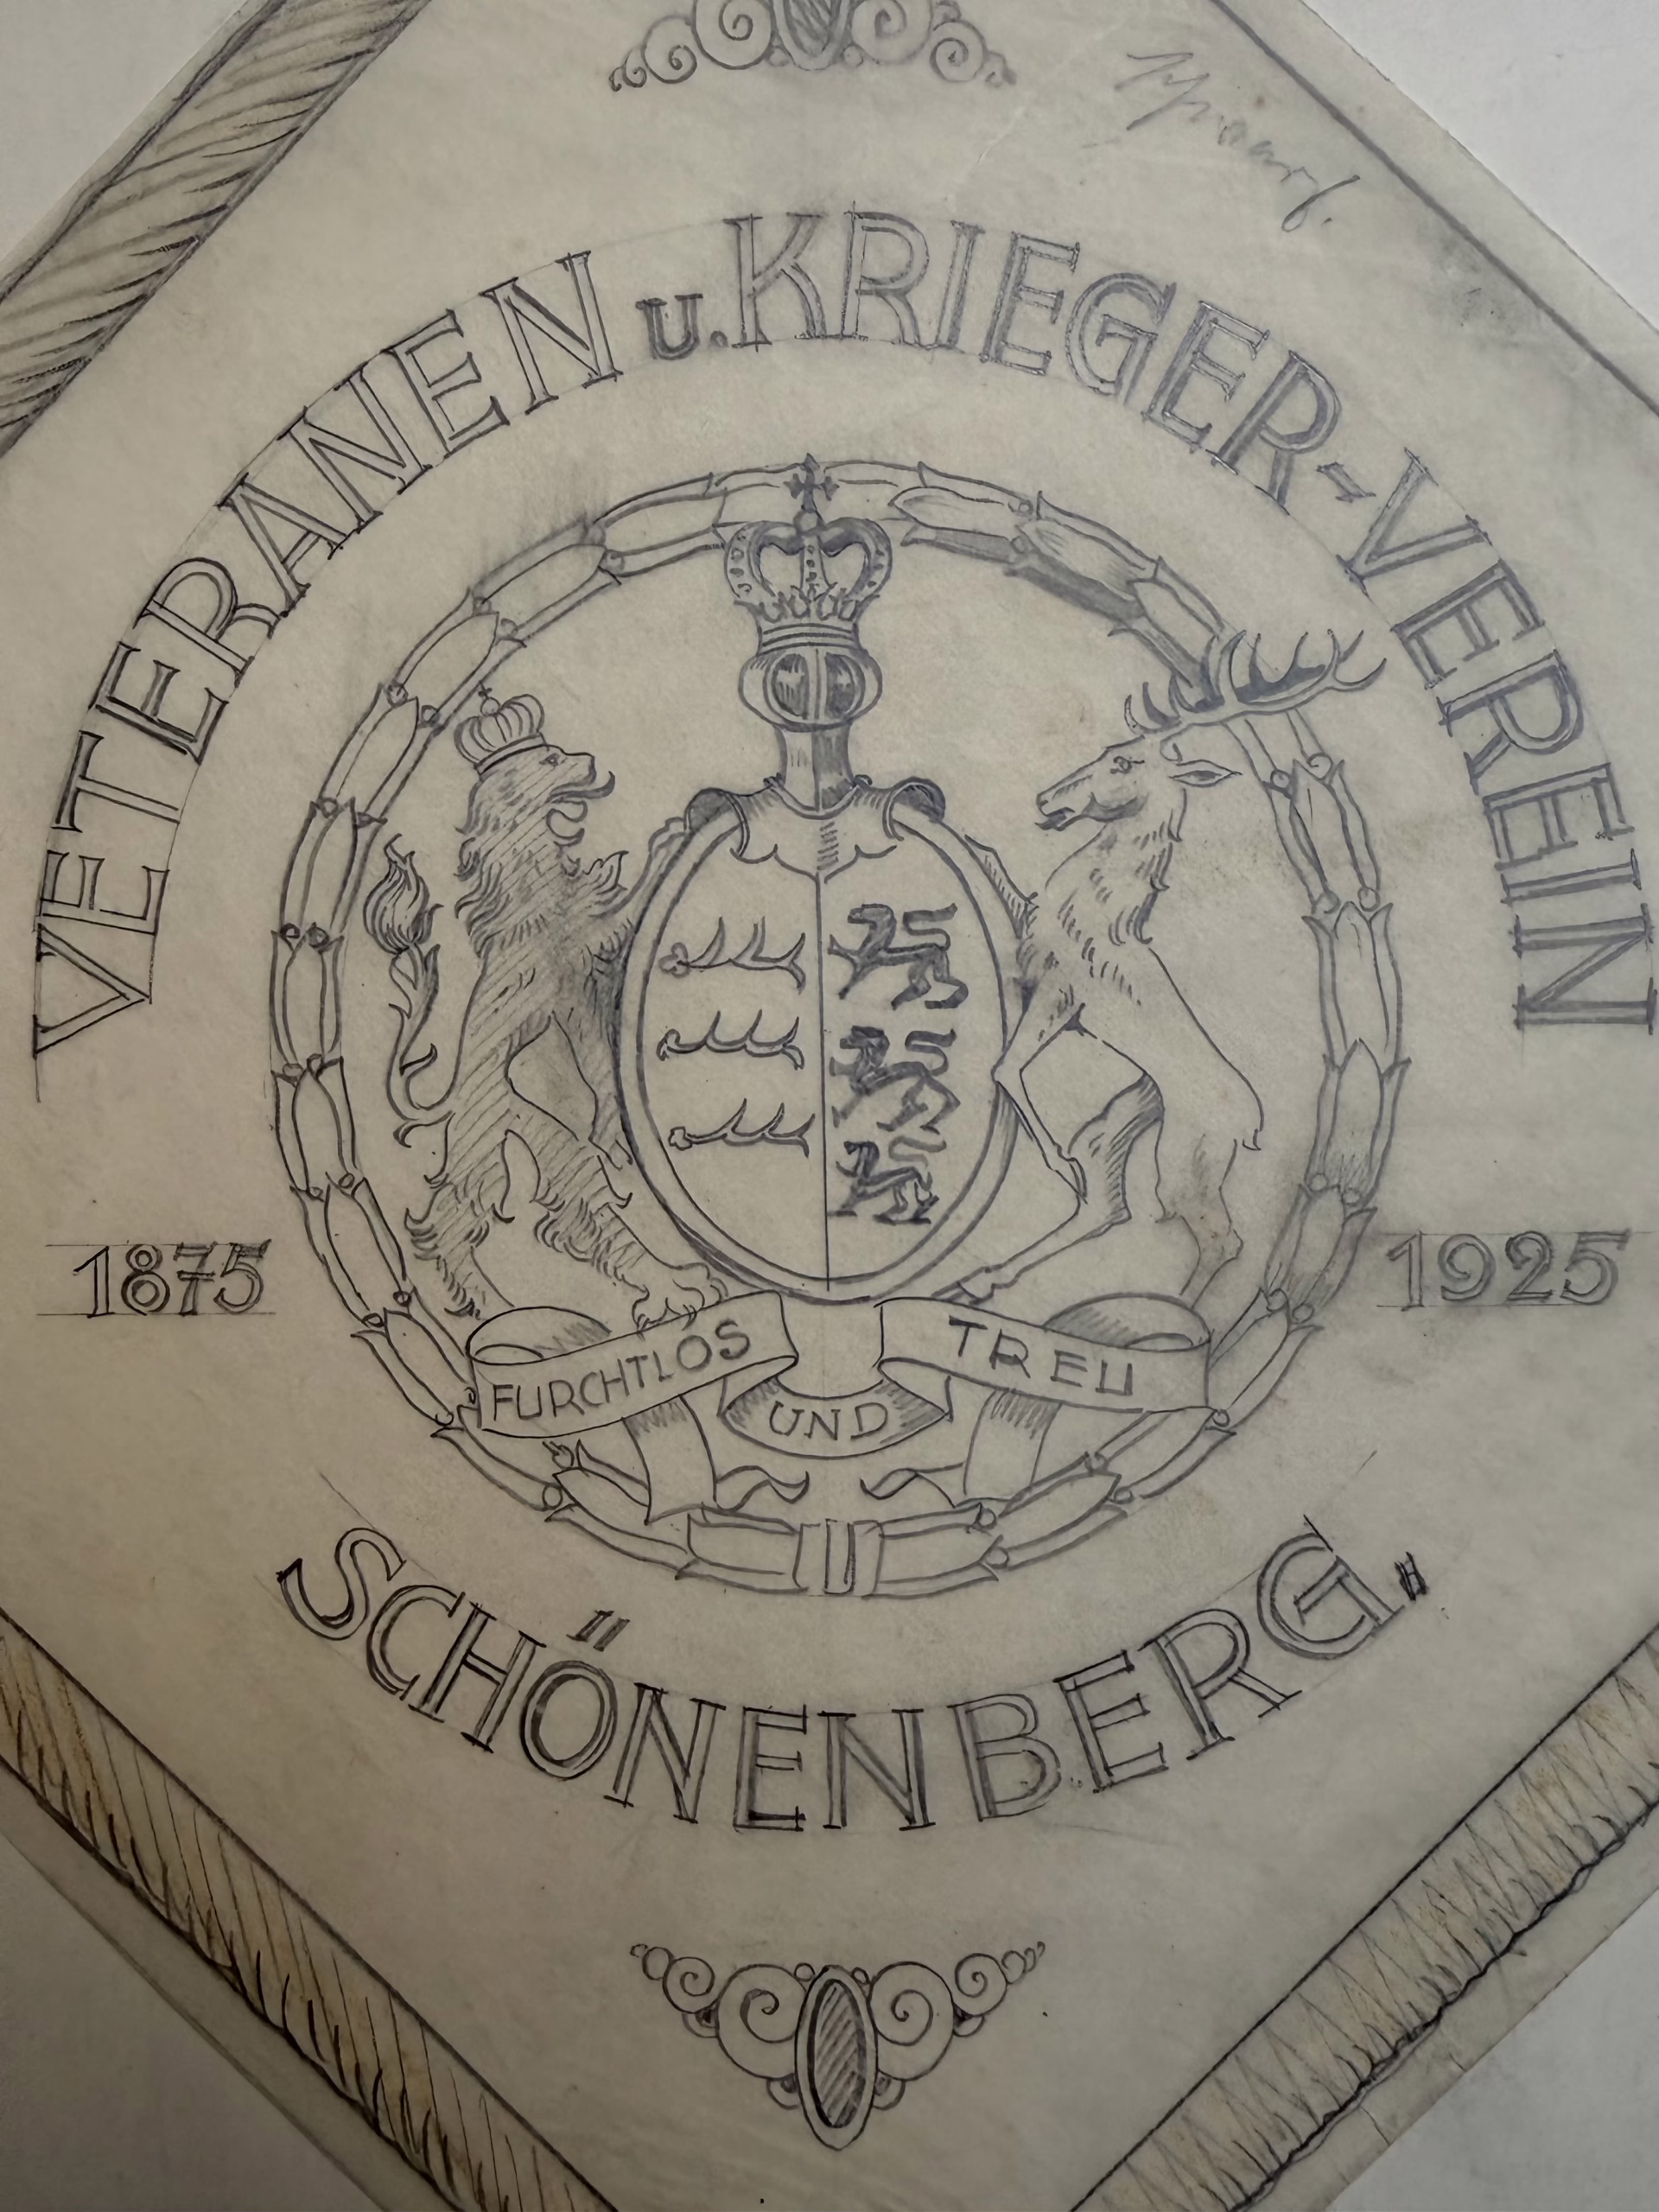 VETERANEN u. KRIEGER-VEREIN
1875
1925
FURCHTLOS
UND
TREU
SCHÖNENBERG.